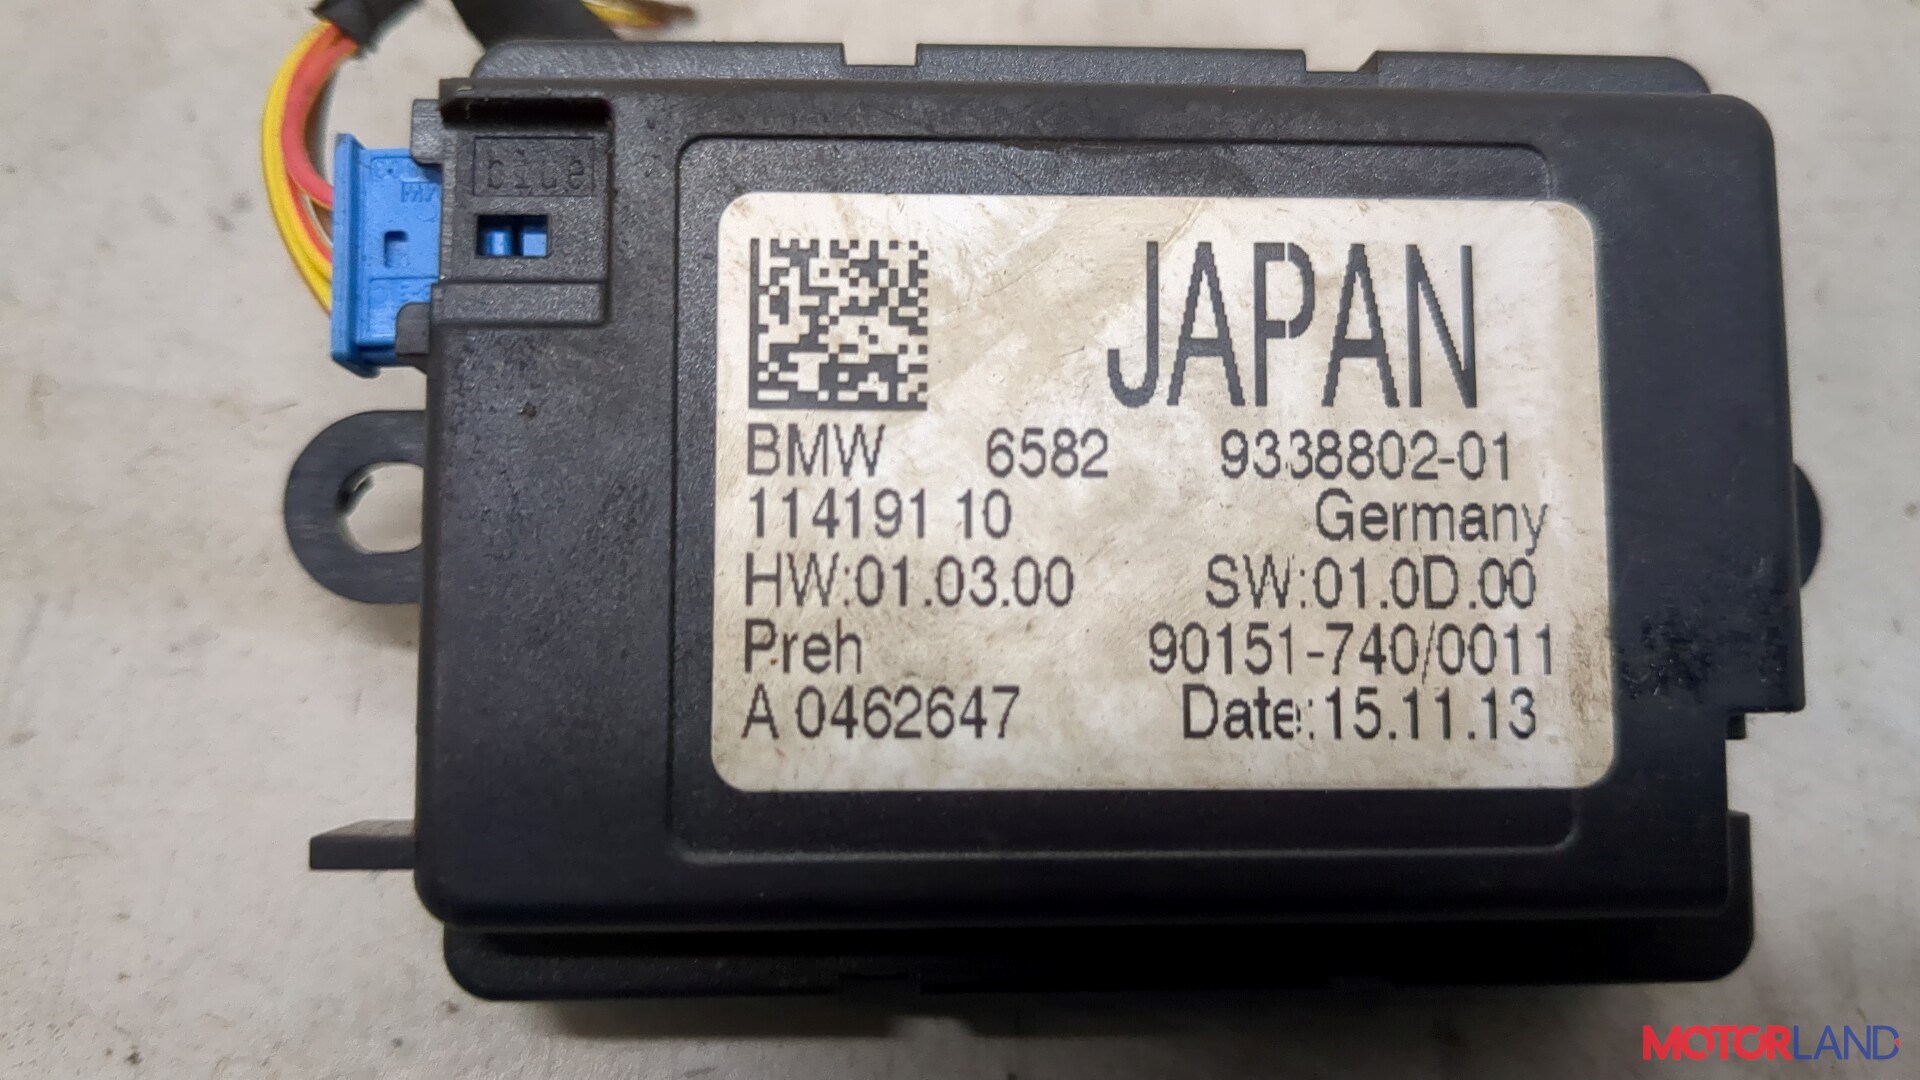 blue
JAPAN
BMW 6582 9338802-01
114191 10 Germany
HW:01.03.00 SW:01.0D.00
Preh 90151-740/0011
A 0462647 Date:15.11.13
MOTORLAND